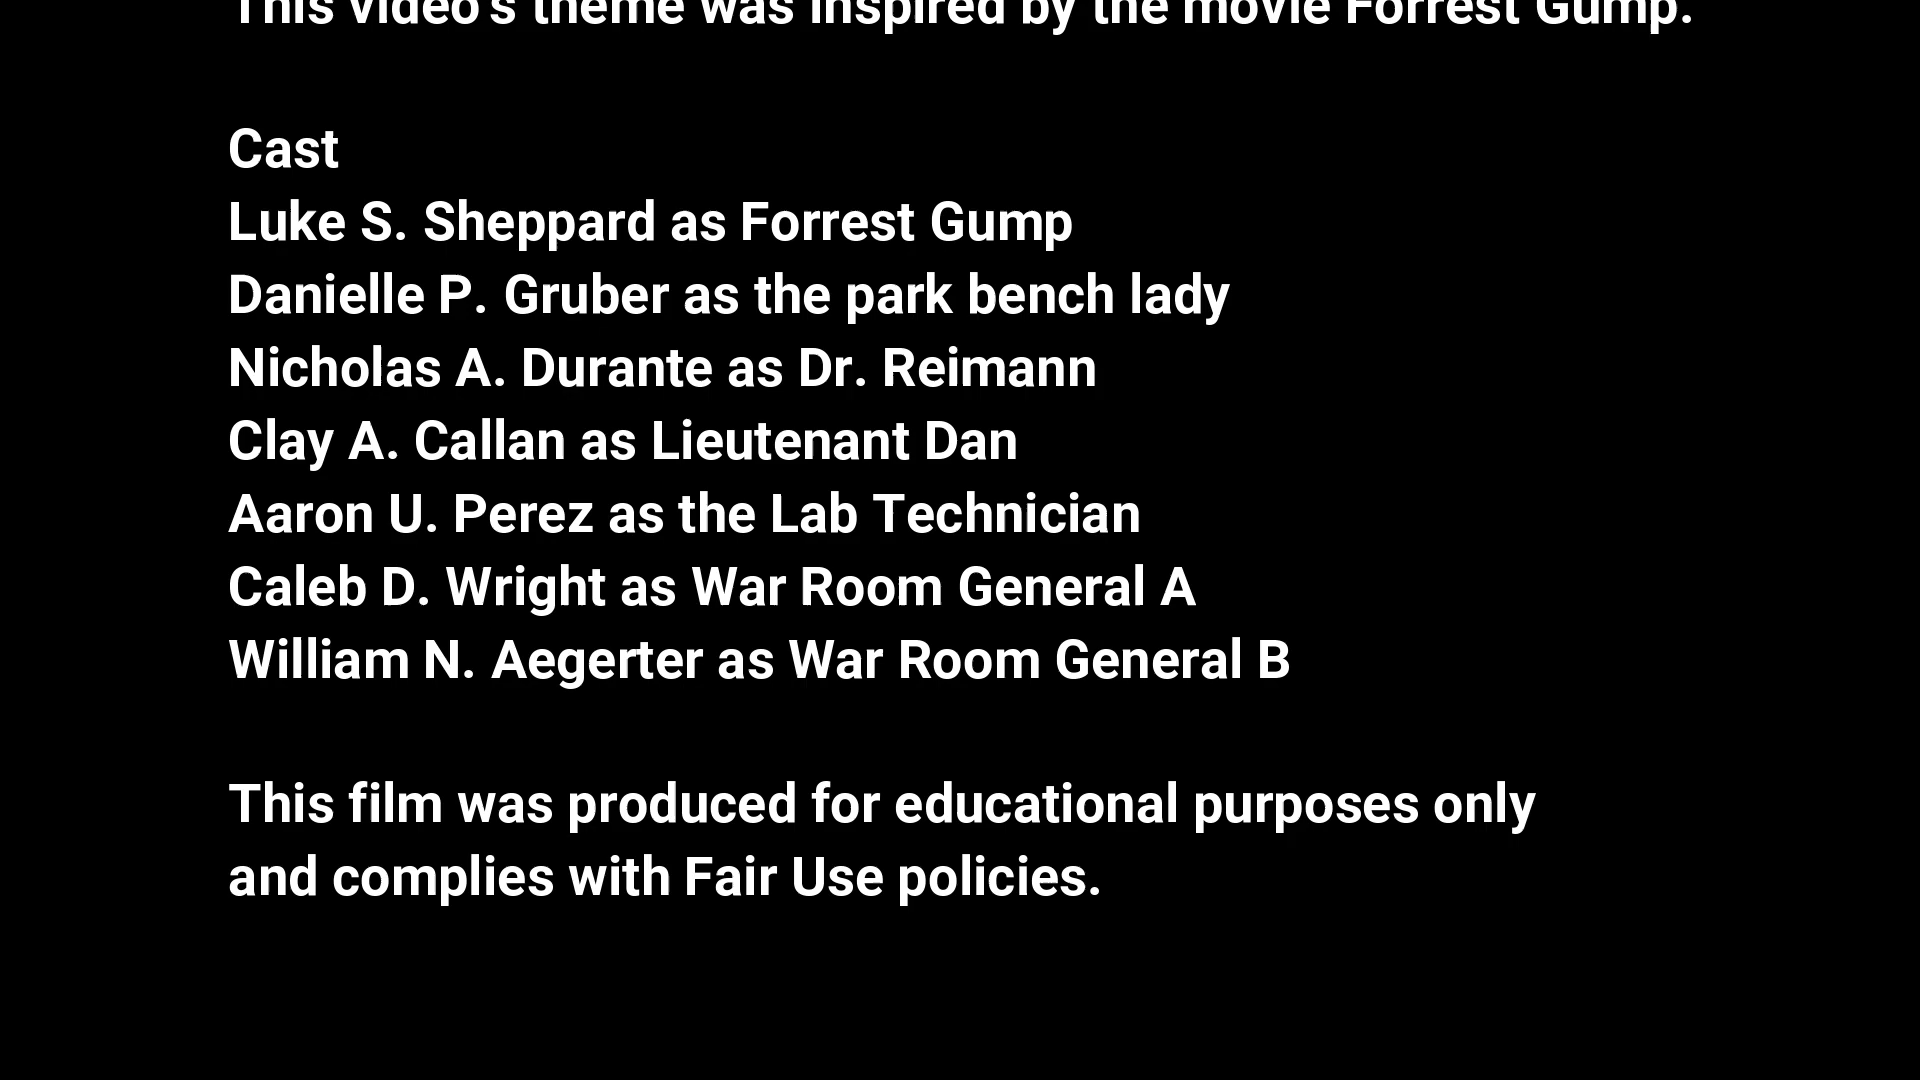 This video's theme was inspired by the movie Forrest Gump.
Cast
Luke S. Sheppard as Forrest Gump
Danielle P. Gruber as the park bench lady
Nicholas A. Durante as Dr. Reimann
Clay A. Callan as Lieutenant Dan
Aaron U. Perez as the Lab Technician
Caleb D. Wright as War Room General A
William N. Aegerter as War Room General B
This film was produced for educational purposes only
and complies with Fair Use policies.